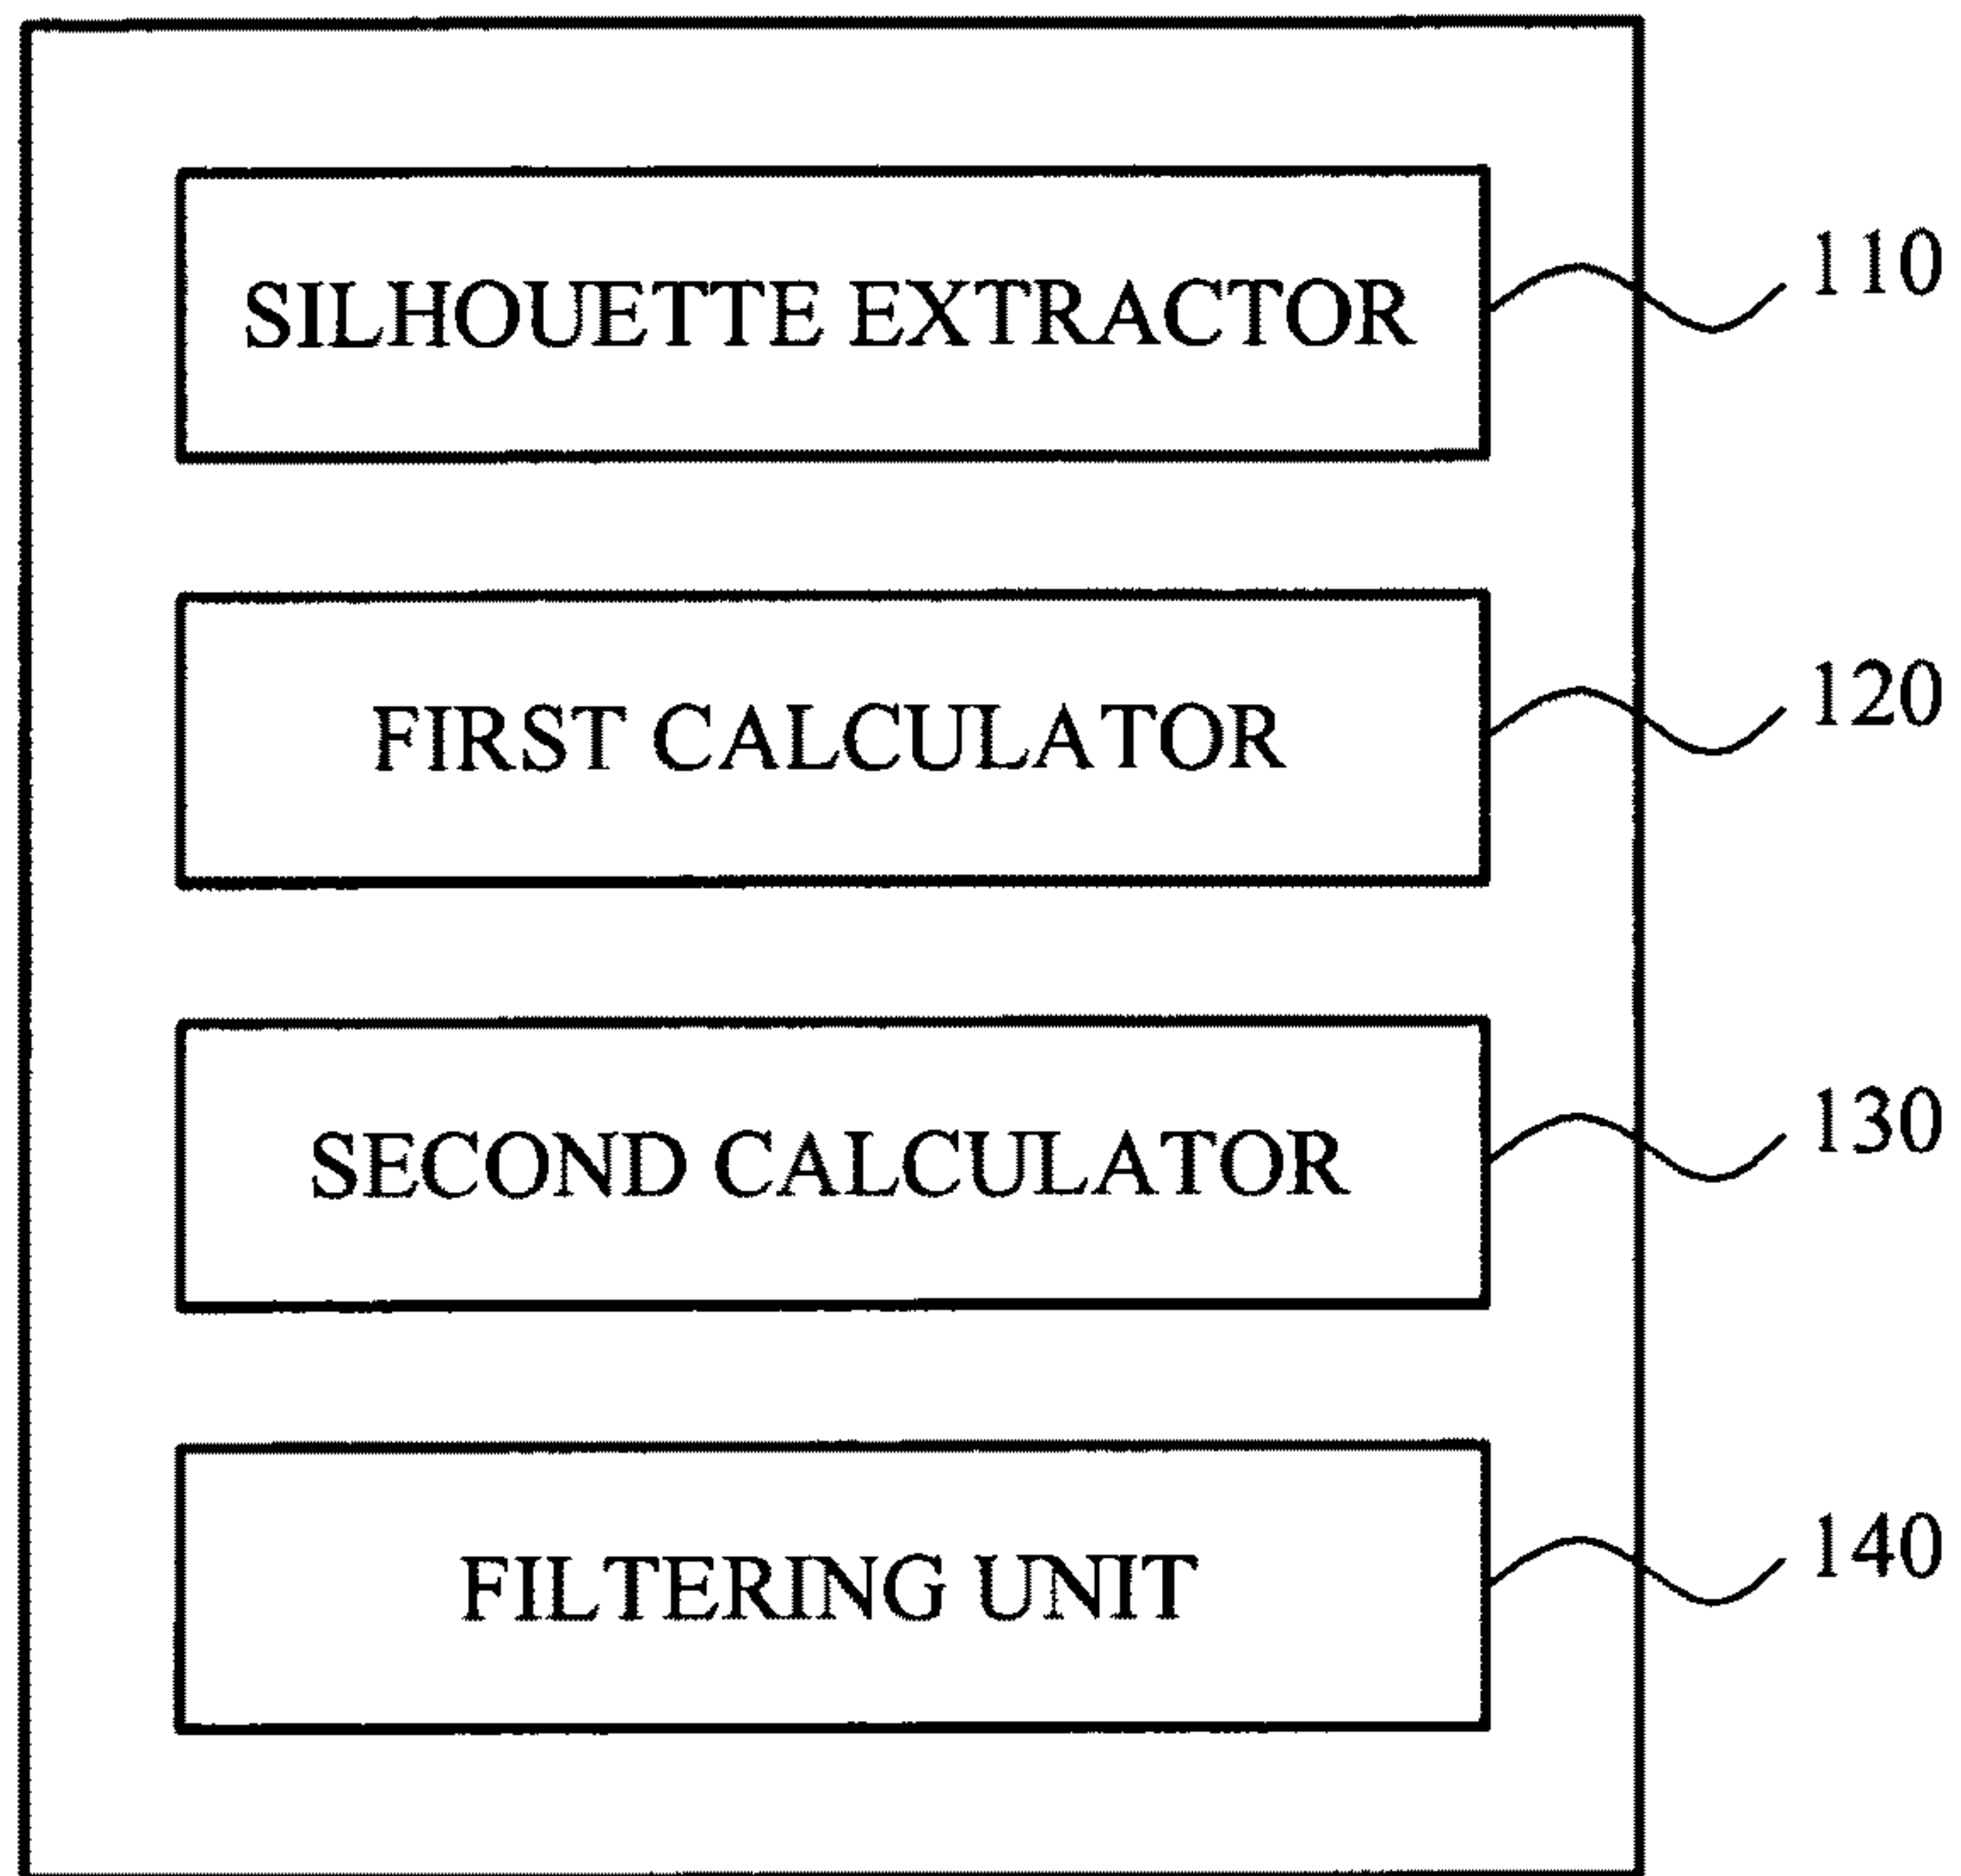 SILHOUETTE EXTRACTOR
110
FIRST CALCULATOR
120
SECOND CALCULATOR
130
FILTERING UNIT
140